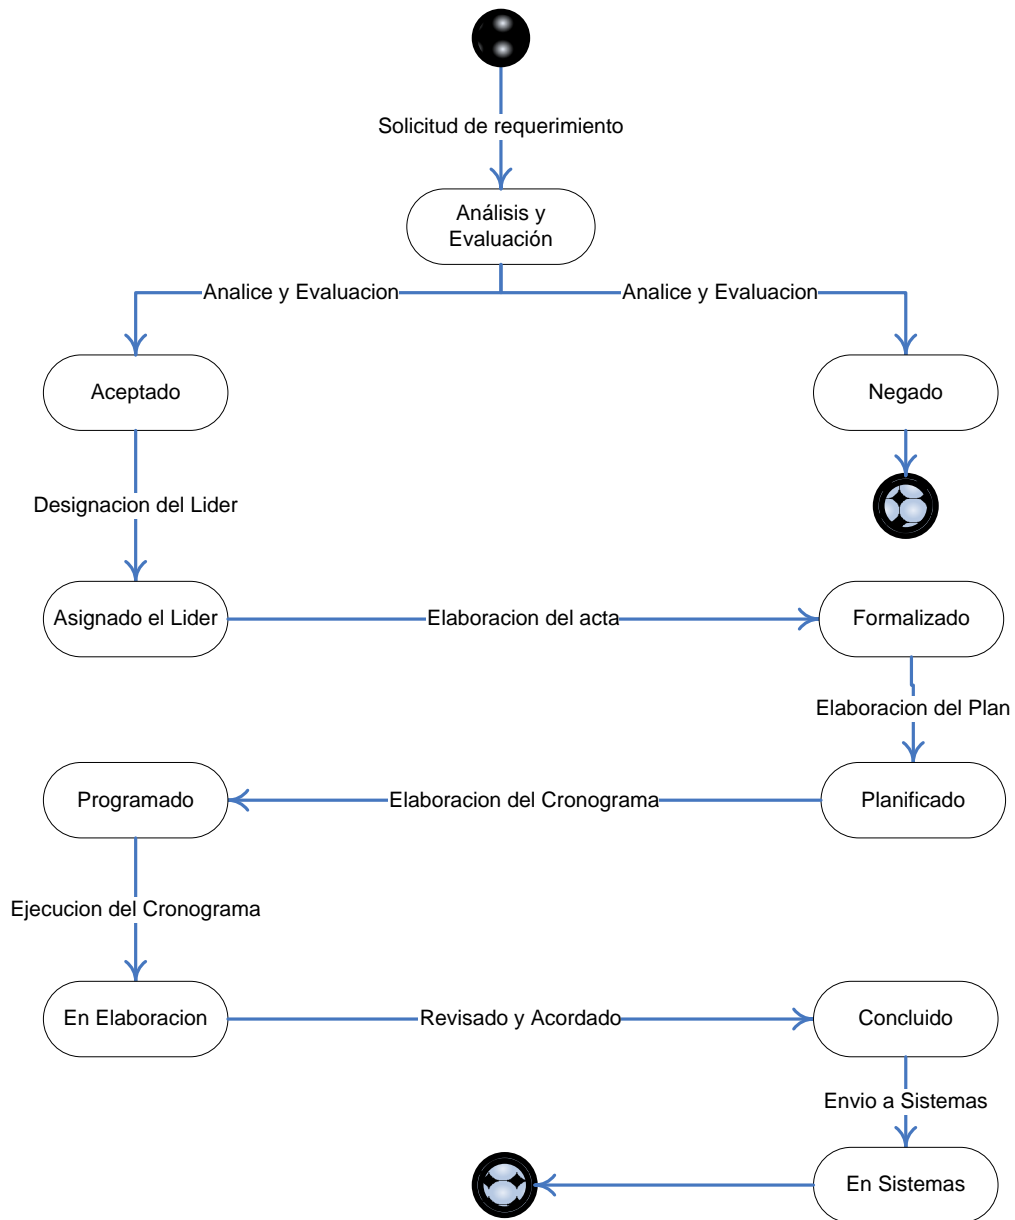 Solicitud de requerimiento
Análisis y
Evaluación
Analice y Evaluacion
Analice y Evaluacion
Aceptado
Negado
Designacion del Lider
Asignado el Lider
Elaboracion del acta
Formalizado
Elaboracion del Plan
Programado
Elaboracion del Cronograma
Planificado
Ejecucion del Cronograma
En Elaboracion
Revisado y Acordado
Concluido
Envio a Sistemas
En Sistemas